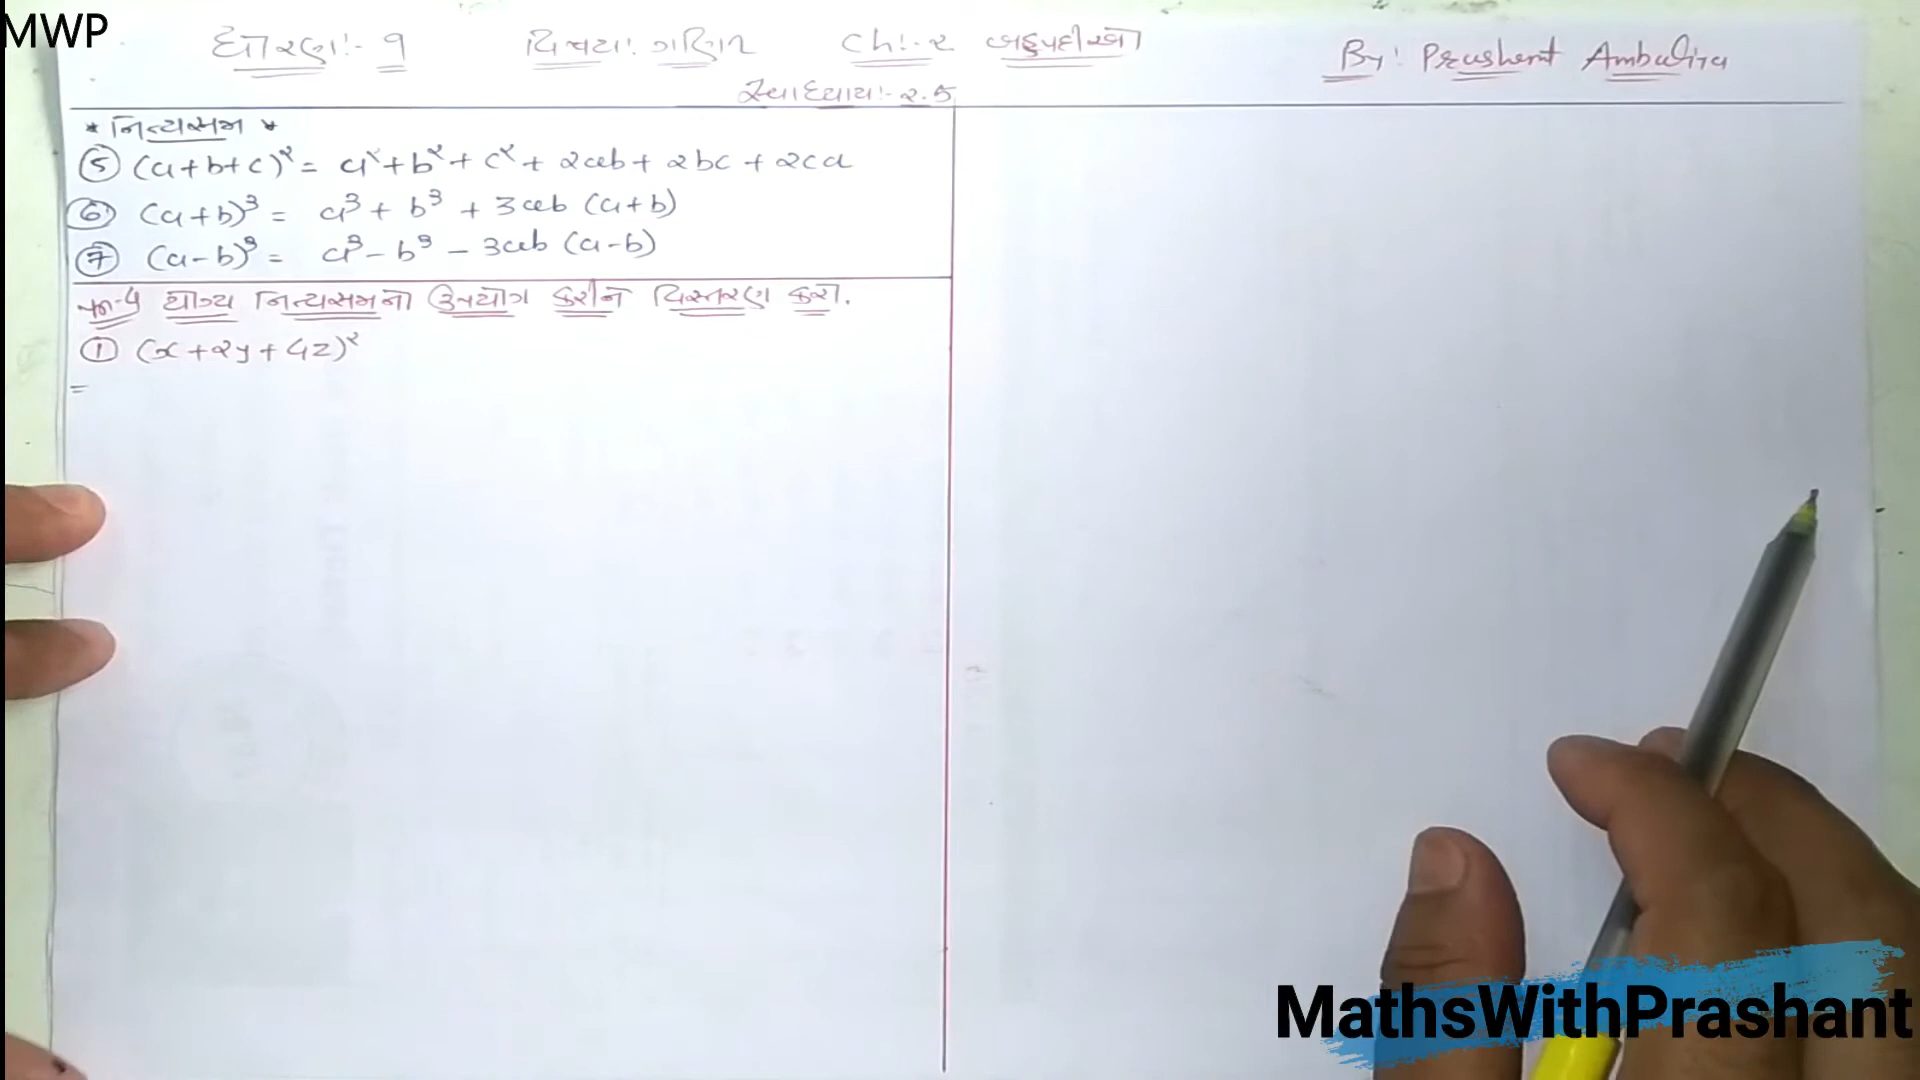 MWP
ધોરણ:- 9 વિષય: ગણિત Ch:- ૨ બહુપદીઓ By: Prashant Ambaliya
સ્વાધ્યાય:- ૨.5
* નિત્યસમ *
⑤ (a+b+c)² = a² + b² + c² + 2ab + 2bc + 2ca
⑥ (a+b)³ = a³ + b³ + 3ab (a+b)
⑦ (a-b)³ = a³ - b³ - 3ab (a-b)
પ્ર-4 યોગ્ય નિત્યસમનો ઉપયોગ કરીને વિસ્તરણ કરો.
① (x + 2y + 4z)²
=
MathsWithPrashant